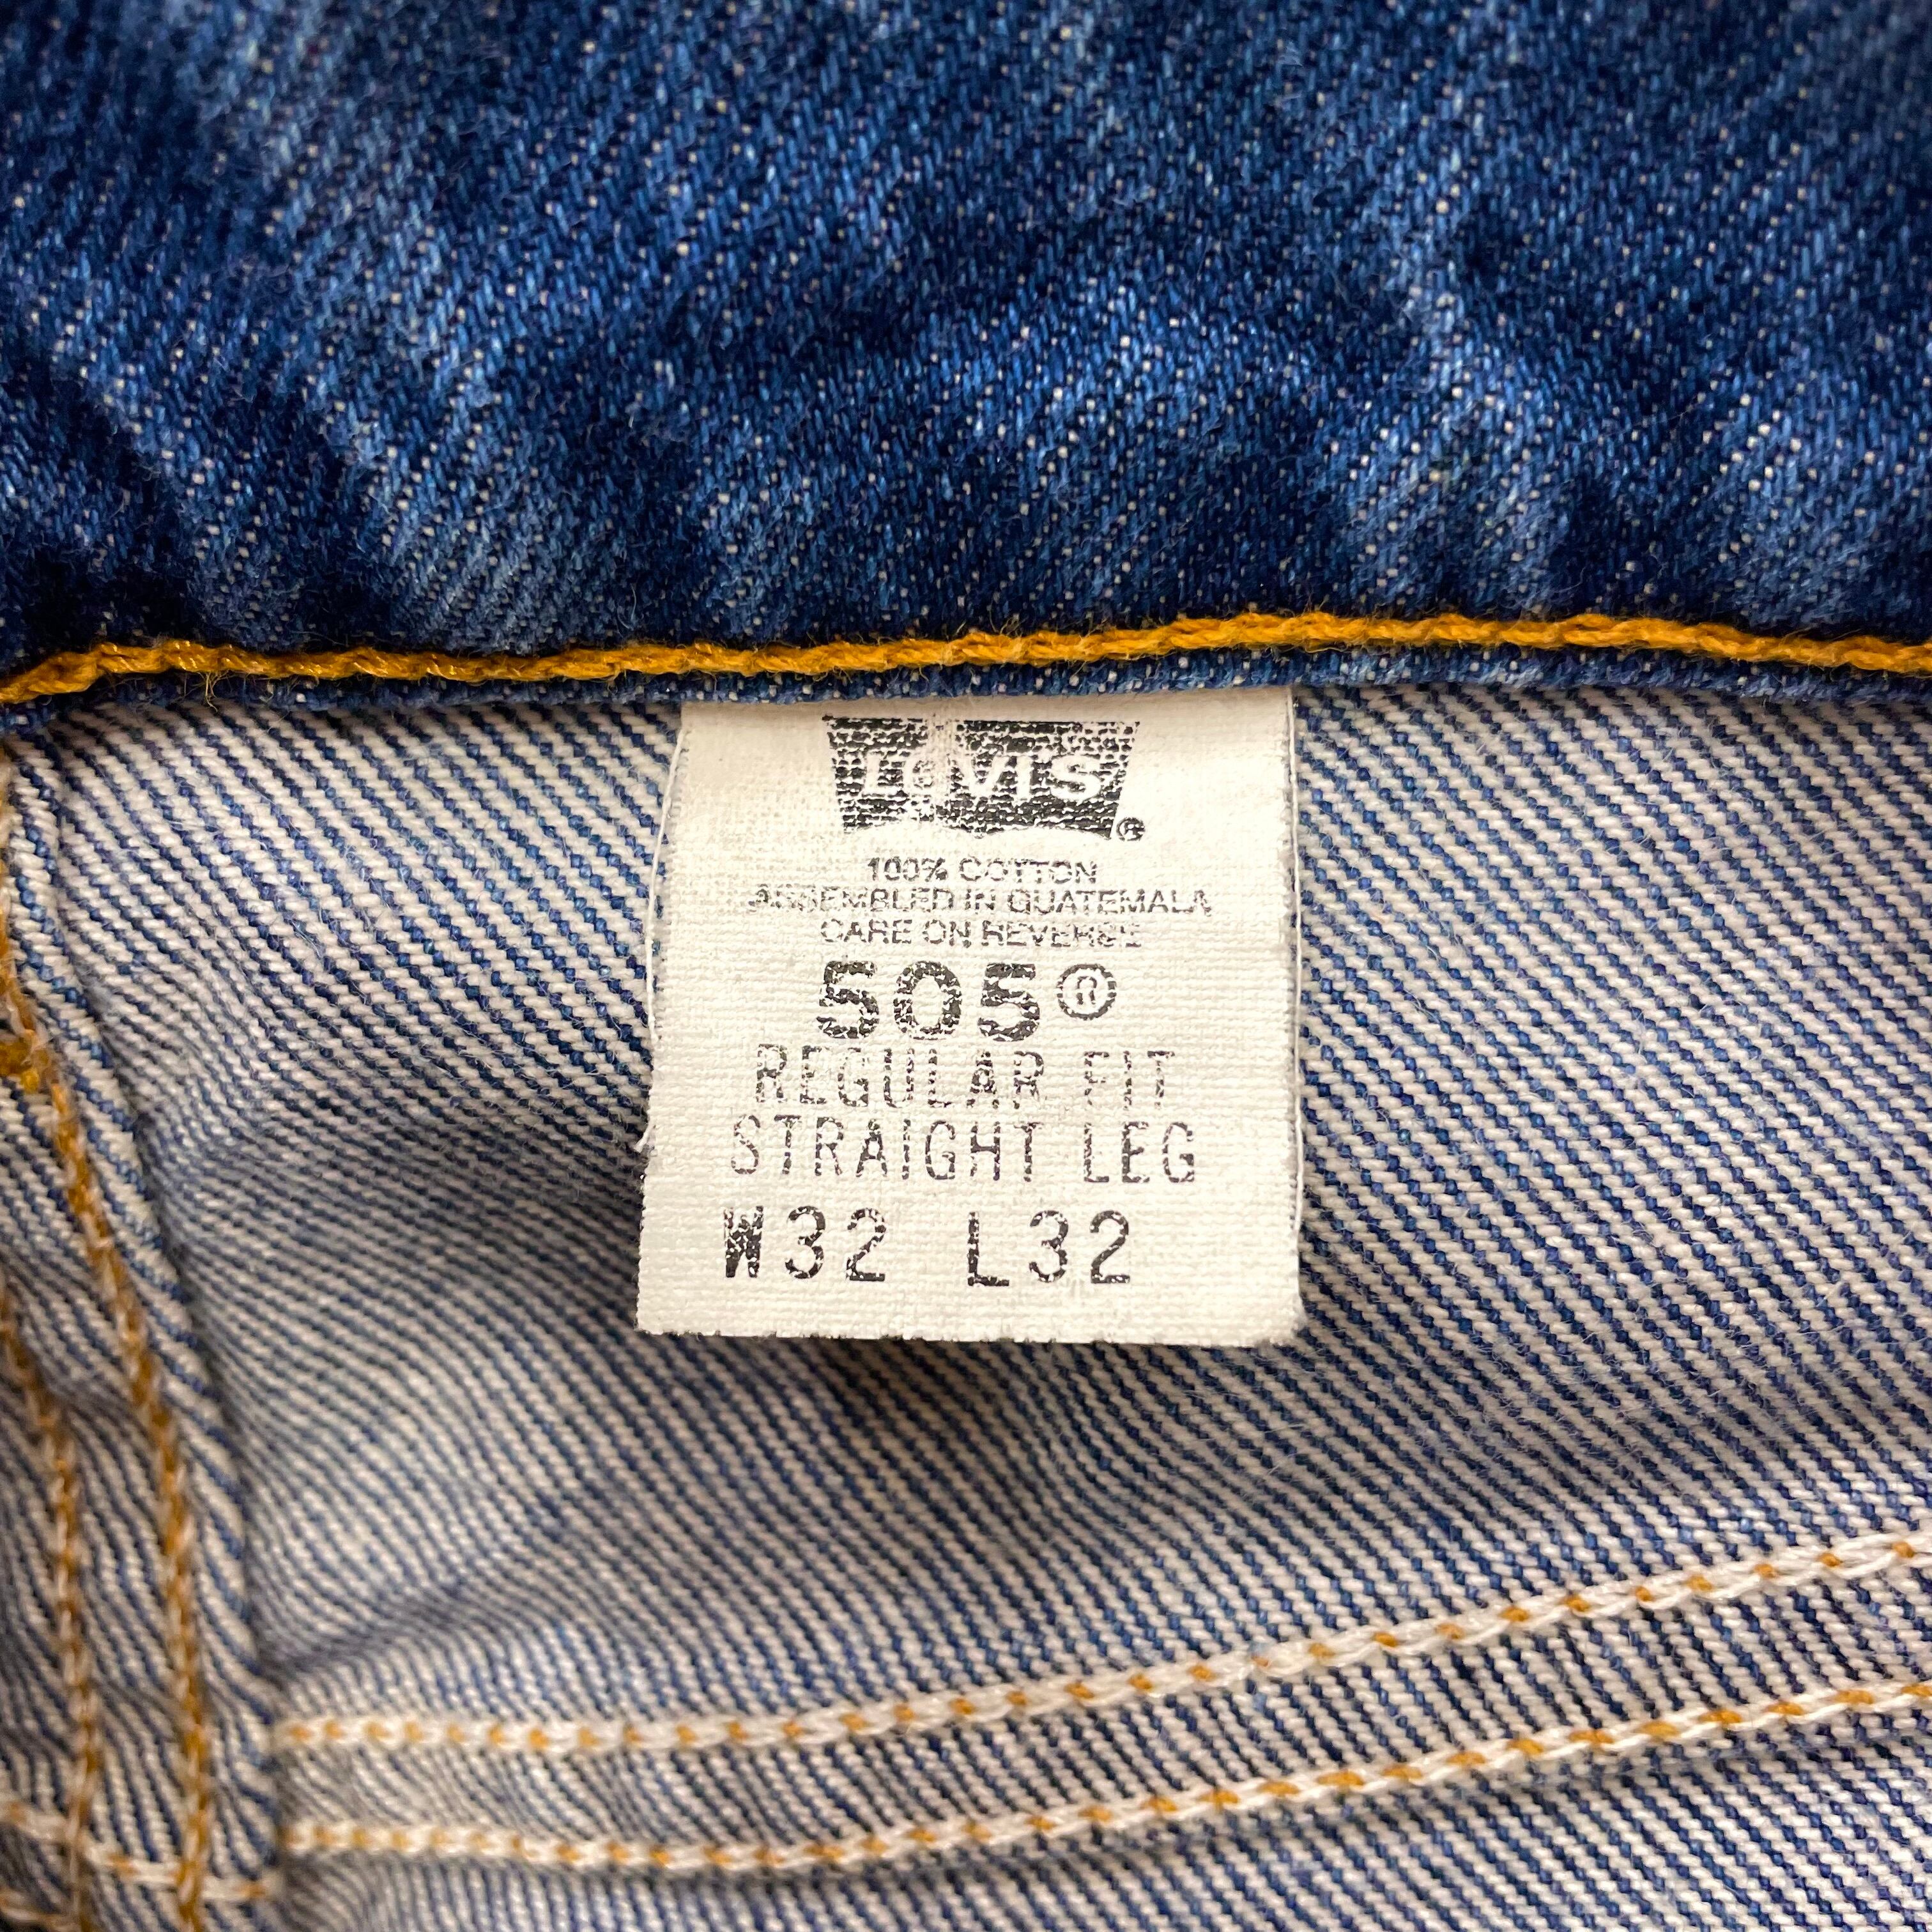 Levi's®
100% COTTON
ASSEMBLED IN GUATEMALA
CARE ON REVERSE
505®
REGULAR FIT
STRAIGHT LEG
W32 L32